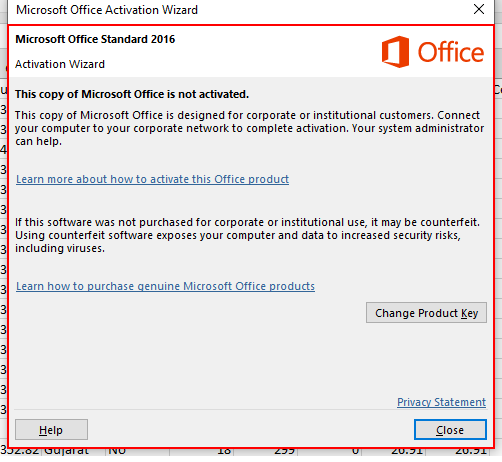 Microsoft Office Activation Wizard
Microsoft Office Standard 2016
Office
Activation Wizard
This copy of Microsoft Office is not activated.
This copy of Microsoft Office is designed for corporate or institutional customers. Connect
your computer to your corporate network to complete activation. Your system administrator
can help.
Learn more about how to activate this Office product
If this software was not purchased for corporate or institutional use, it may be counterfeit.
Using counterfeit software exposes your computer and data to increased security risks,
including viruses.
Learn how to purchase genuine Microsoft Office products
Change Product Key
Privacy Statement
Help
Close
352.82 Gujarat No 18 299 0 26.91 26.91